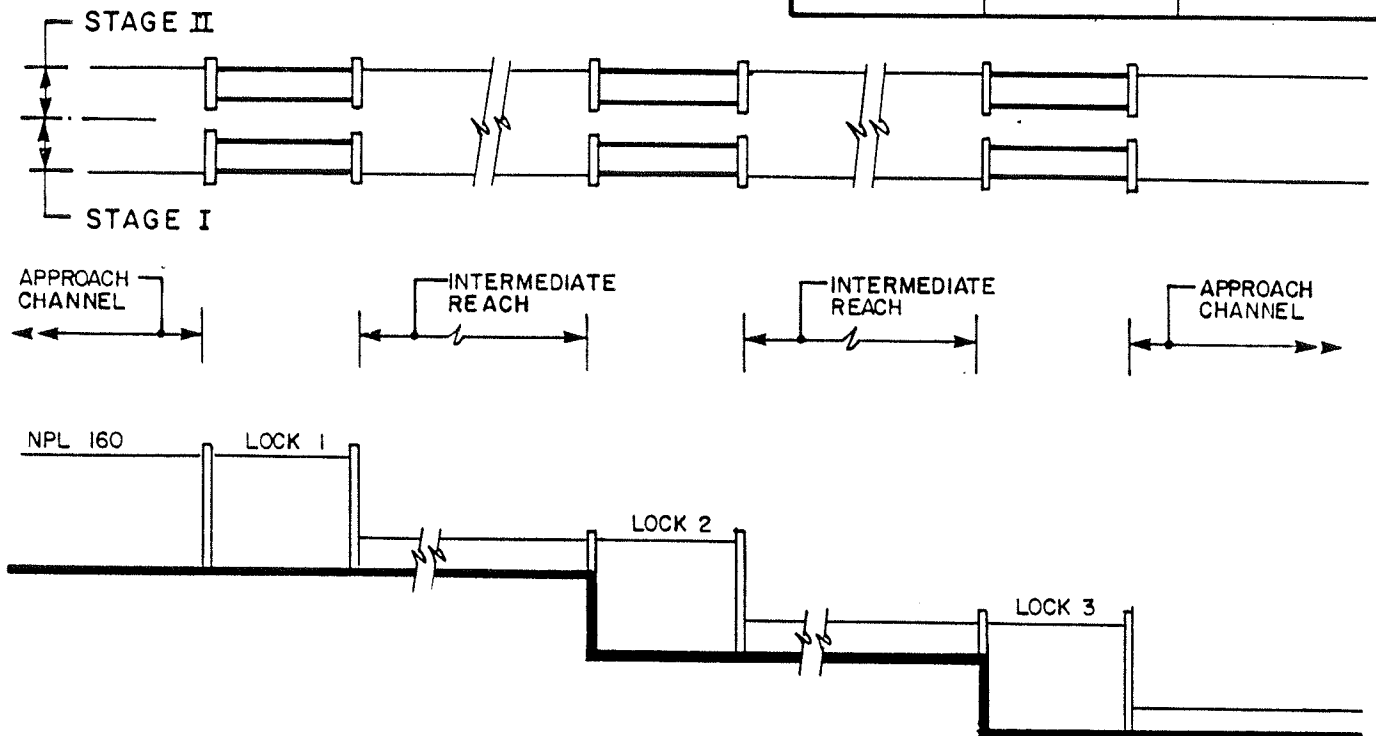 STAGE II
STAGE I
APPROACH
CHANNEL
INTERMEDIATE
REACH
INTERMEDIATE
REACH
APPROACH
CHANNEL
NPL 160
LOCK 1
LOCK 2
LOCK 3